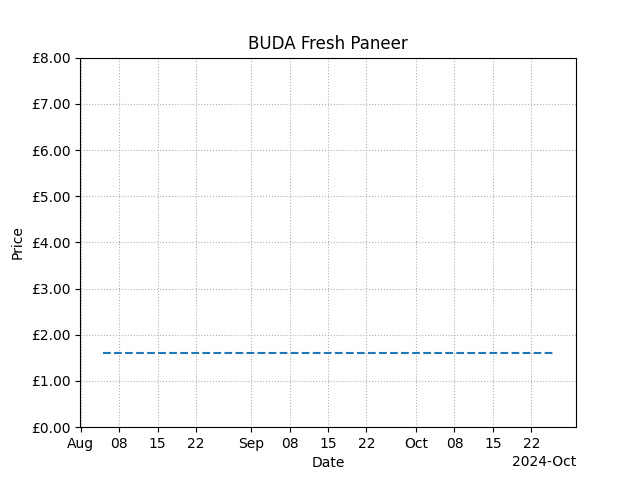 BUDA Fresh Paneer
£8.00
£7.00
£6.00
£5.00
£4.00
£3.00
£2.00
£1.00
£0.00
Price
Aug 08 15 22 Sep 08 15 22 Oct 08 15 22
Date
2024-Oct